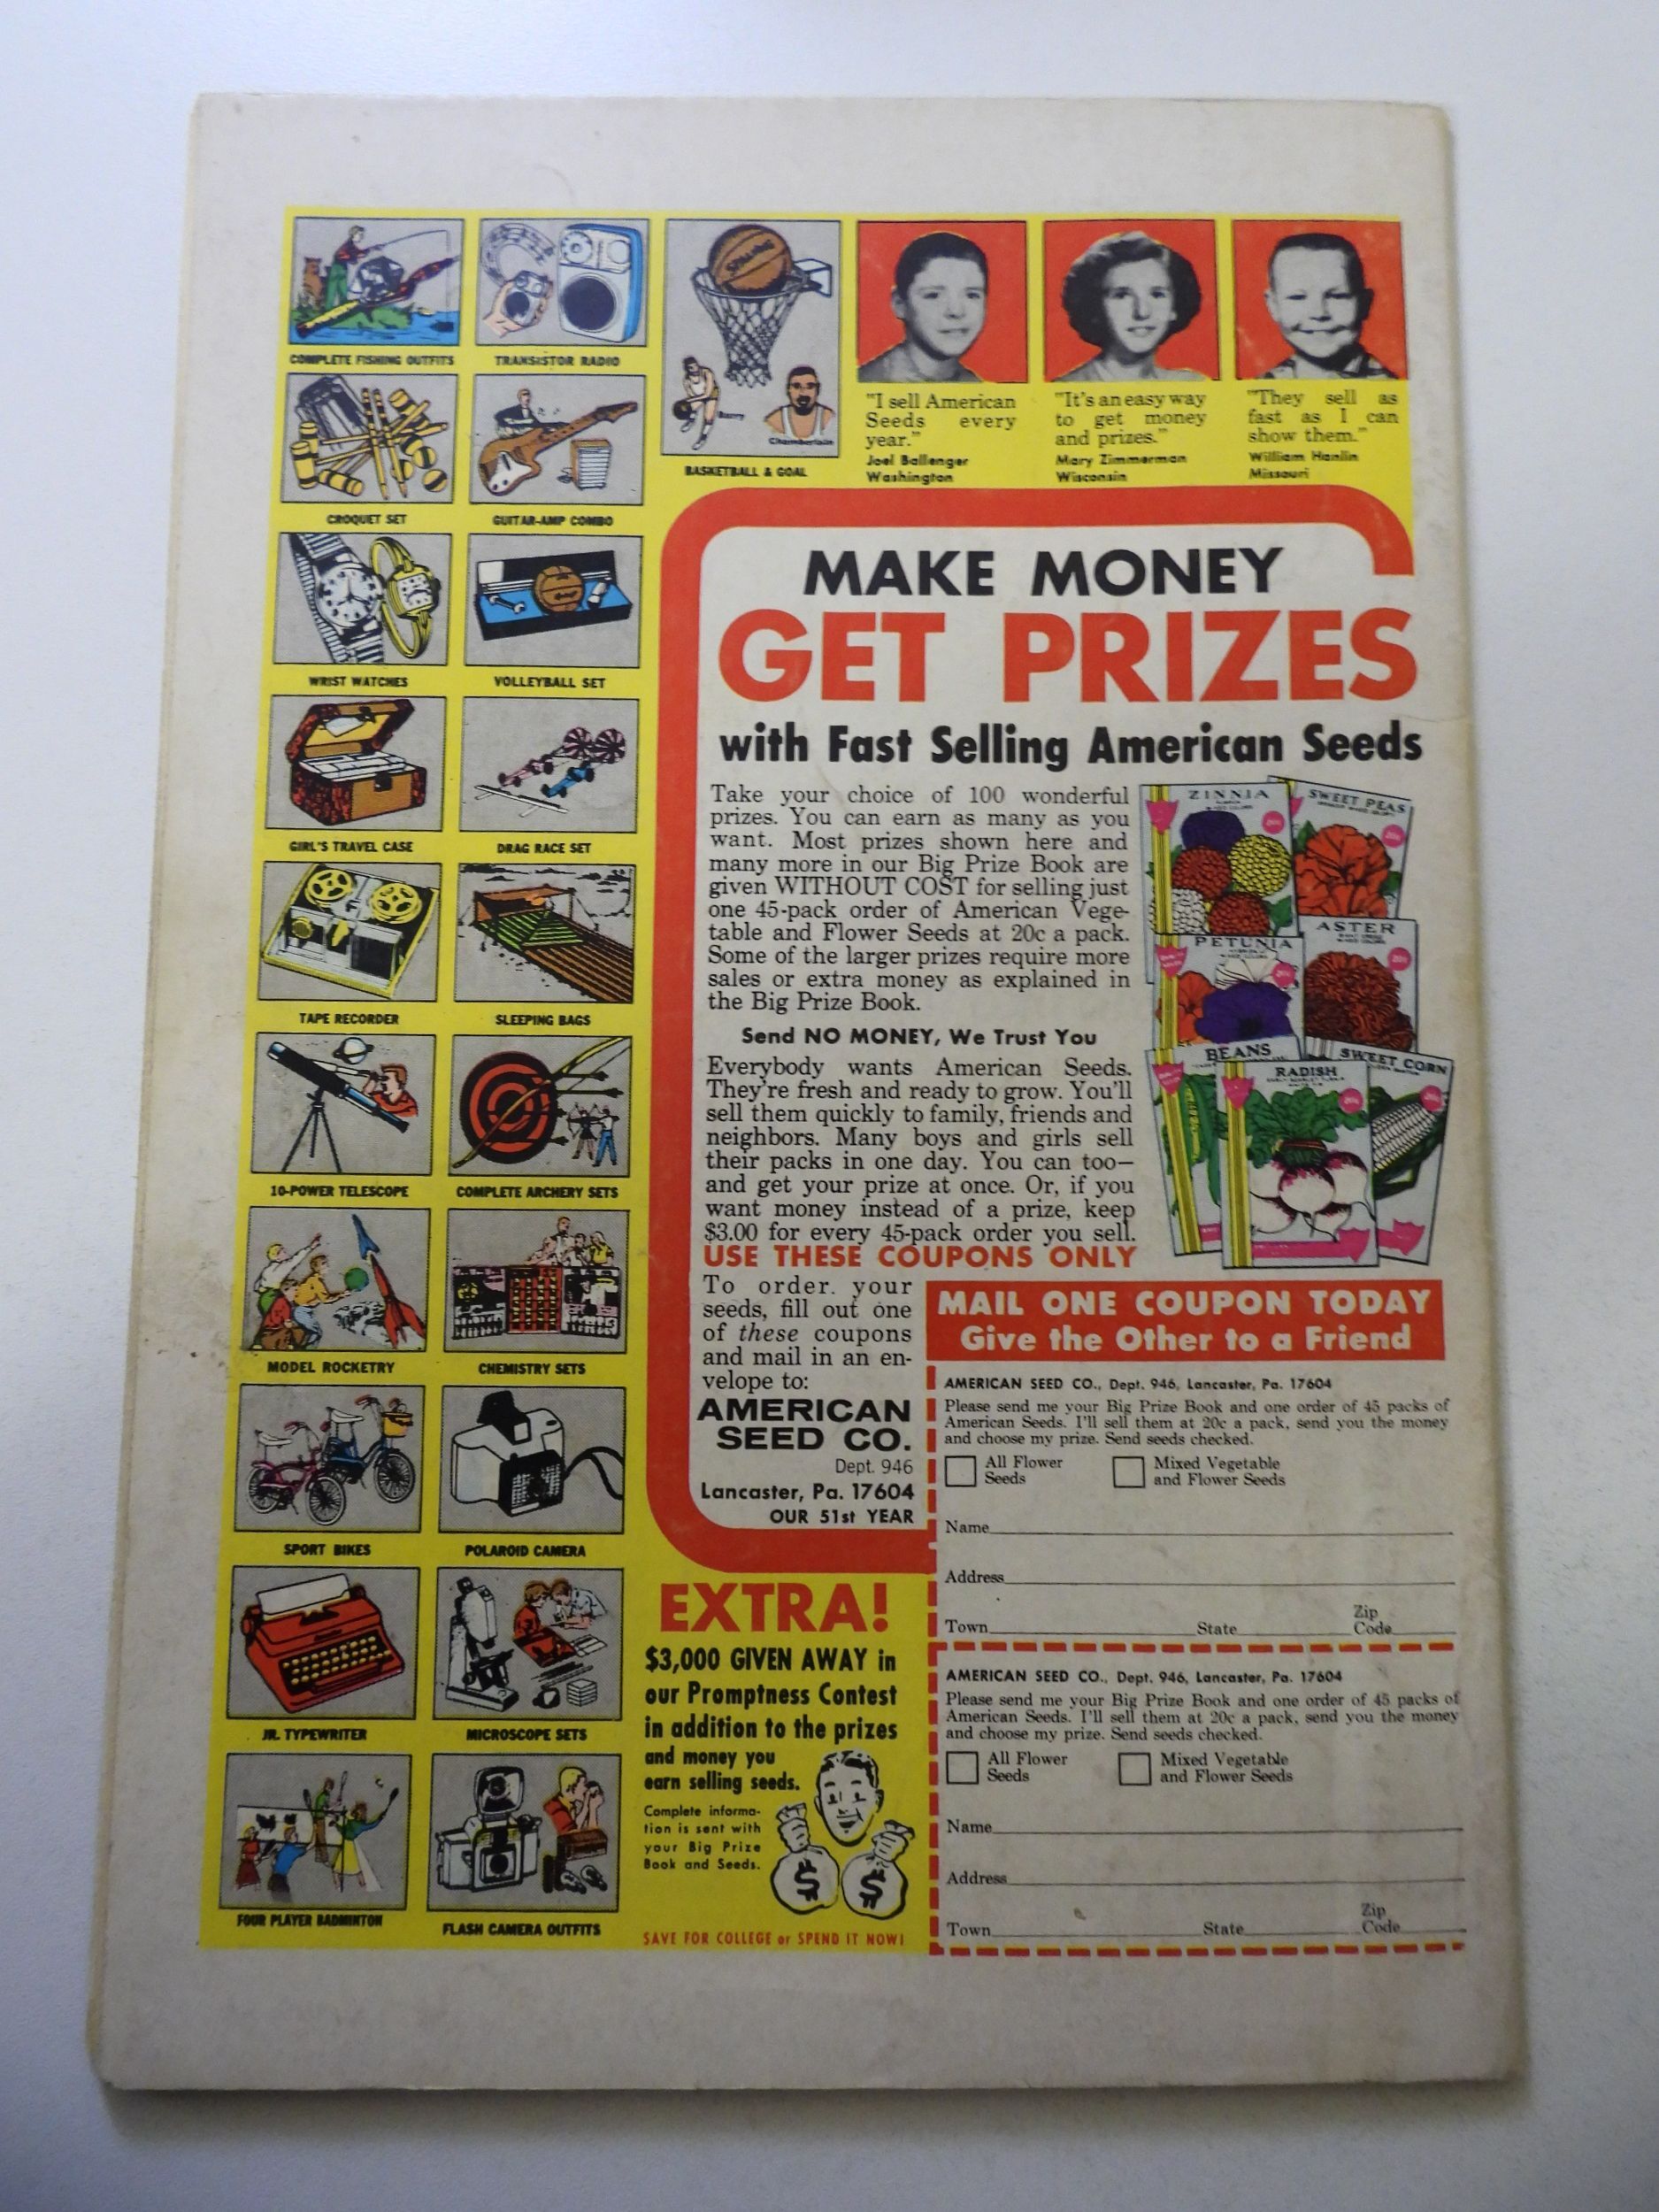 COMPLETE FISHING OUTFITS
TRANSISTOR RADIO
SPALDING
Barry
Chamberlain
BASKETBALL & GOAL
CROQUET SET
GUITAR-AMP COMBO
WRIST WATCHES
VOLLEYBALL SET
GIRL'S TRAVEL CASE
DRAG RACE SET
TAPE RECORDER
SLEEPING BAGS
10-POWER TELESCOPE
COMPLETE ARCHERY SETS
MODEL ROCKETRY
CHEMISTRY SETS
SPORT BIKES
POLAROID CAMERA
JR. TYPEWRITER
MICROSCOPE SETS
FOUR PLAYER BADMINTON
FLASH CAMERA OUTFITS
"I sell American
Seeds every
year."
Joel Ballenger
Washington
"It's an easy way
to get money
and prizes."
Mary Zimmerman
Wisconsin
"They sell as
fast as I can
show them."
William Hanlin
Missouri
MAKE MONEY
GET PRIZES
with Fast Selling American Seeds
Take your choice of 100 wonderful
prizes. You can earn as many as you
want. Most prizes shown here and
many more in our Big Prize Book are
given WITHOUT COST for selling just
one 45-pack order of American Vege-
table and Flower Seeds at 20c a pack.
Some of the larger prizes require more
sales or extra money as explained in
the Big Prize Book.
Send NO MONEY, We Trust You
Everybody wants American Seeds.
They're fresh and ready to grow. You'll
sell them quickly to family, friends and
neighbors. Many boys and girls sell
their packs in one day. You can too—
and get your prize at once. Or, if you
want money instead of a prize, keep
$3.00 for every 45-pack order you sell.
USE THESE COUPONS ONLY
To order your
seeds, fill out one
of these coupons
and mail in an en-
velope to:
AMERICAN
SEED CO.
Dept. 946
Lancaster, Pa. 17604
OUR 51st YEAR
ZINNIA
SWEET PEAS
PETUNIA
ASTER
BEANS
RADISH
SWEET CORN
MAIL ONE COUPON TODAY
Give the Other to a Friend
AMERICAN SEED CO., Dept. 946, Lancaster, Pa. 17604
Please send me your Big Prize Book and one order of 45 packs of
American Seeds. I'll sell them at 20c a pack, send you the money
and choose my prize. Send seeds checked.
All Flower
Seeds
Mixed Vegetable
and Flower Seeds
Name
Address
Town State Zip Code
AMERICAN SEED CO., Dept. 946, Lancaster, Pa. 17604
Please send me your Big Prize Book and one order of 45 packs of
American Seeds. I'll sell them at 20c a pack, send you the money
and choose my prize. Send seeds checked.
All Flower
Seeds
Mixed Vegetable
and Flower Seeds
Name
Address
Town State Zip Code
EXTRA!
$3,000 GIVEN AWAY in
our Promptness Contest
in addition to the prizes
and money you
earn selling seeds.
Complete informa-
tion is sent with
your Big Prize
Book and Seeds.
$ $
SAVE FOR COLLEGE or SPEND IT NOW!